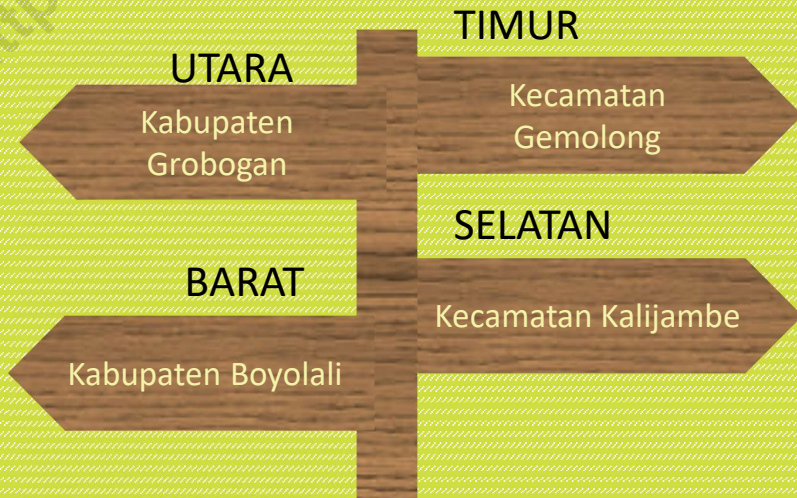 UTARA
Kabupaten
Grobogan
TIMUR
Kecamatan
Gemolong
BARAT
Kabupaten Boyolali
SELATAN
Kecamatan Kalijambe